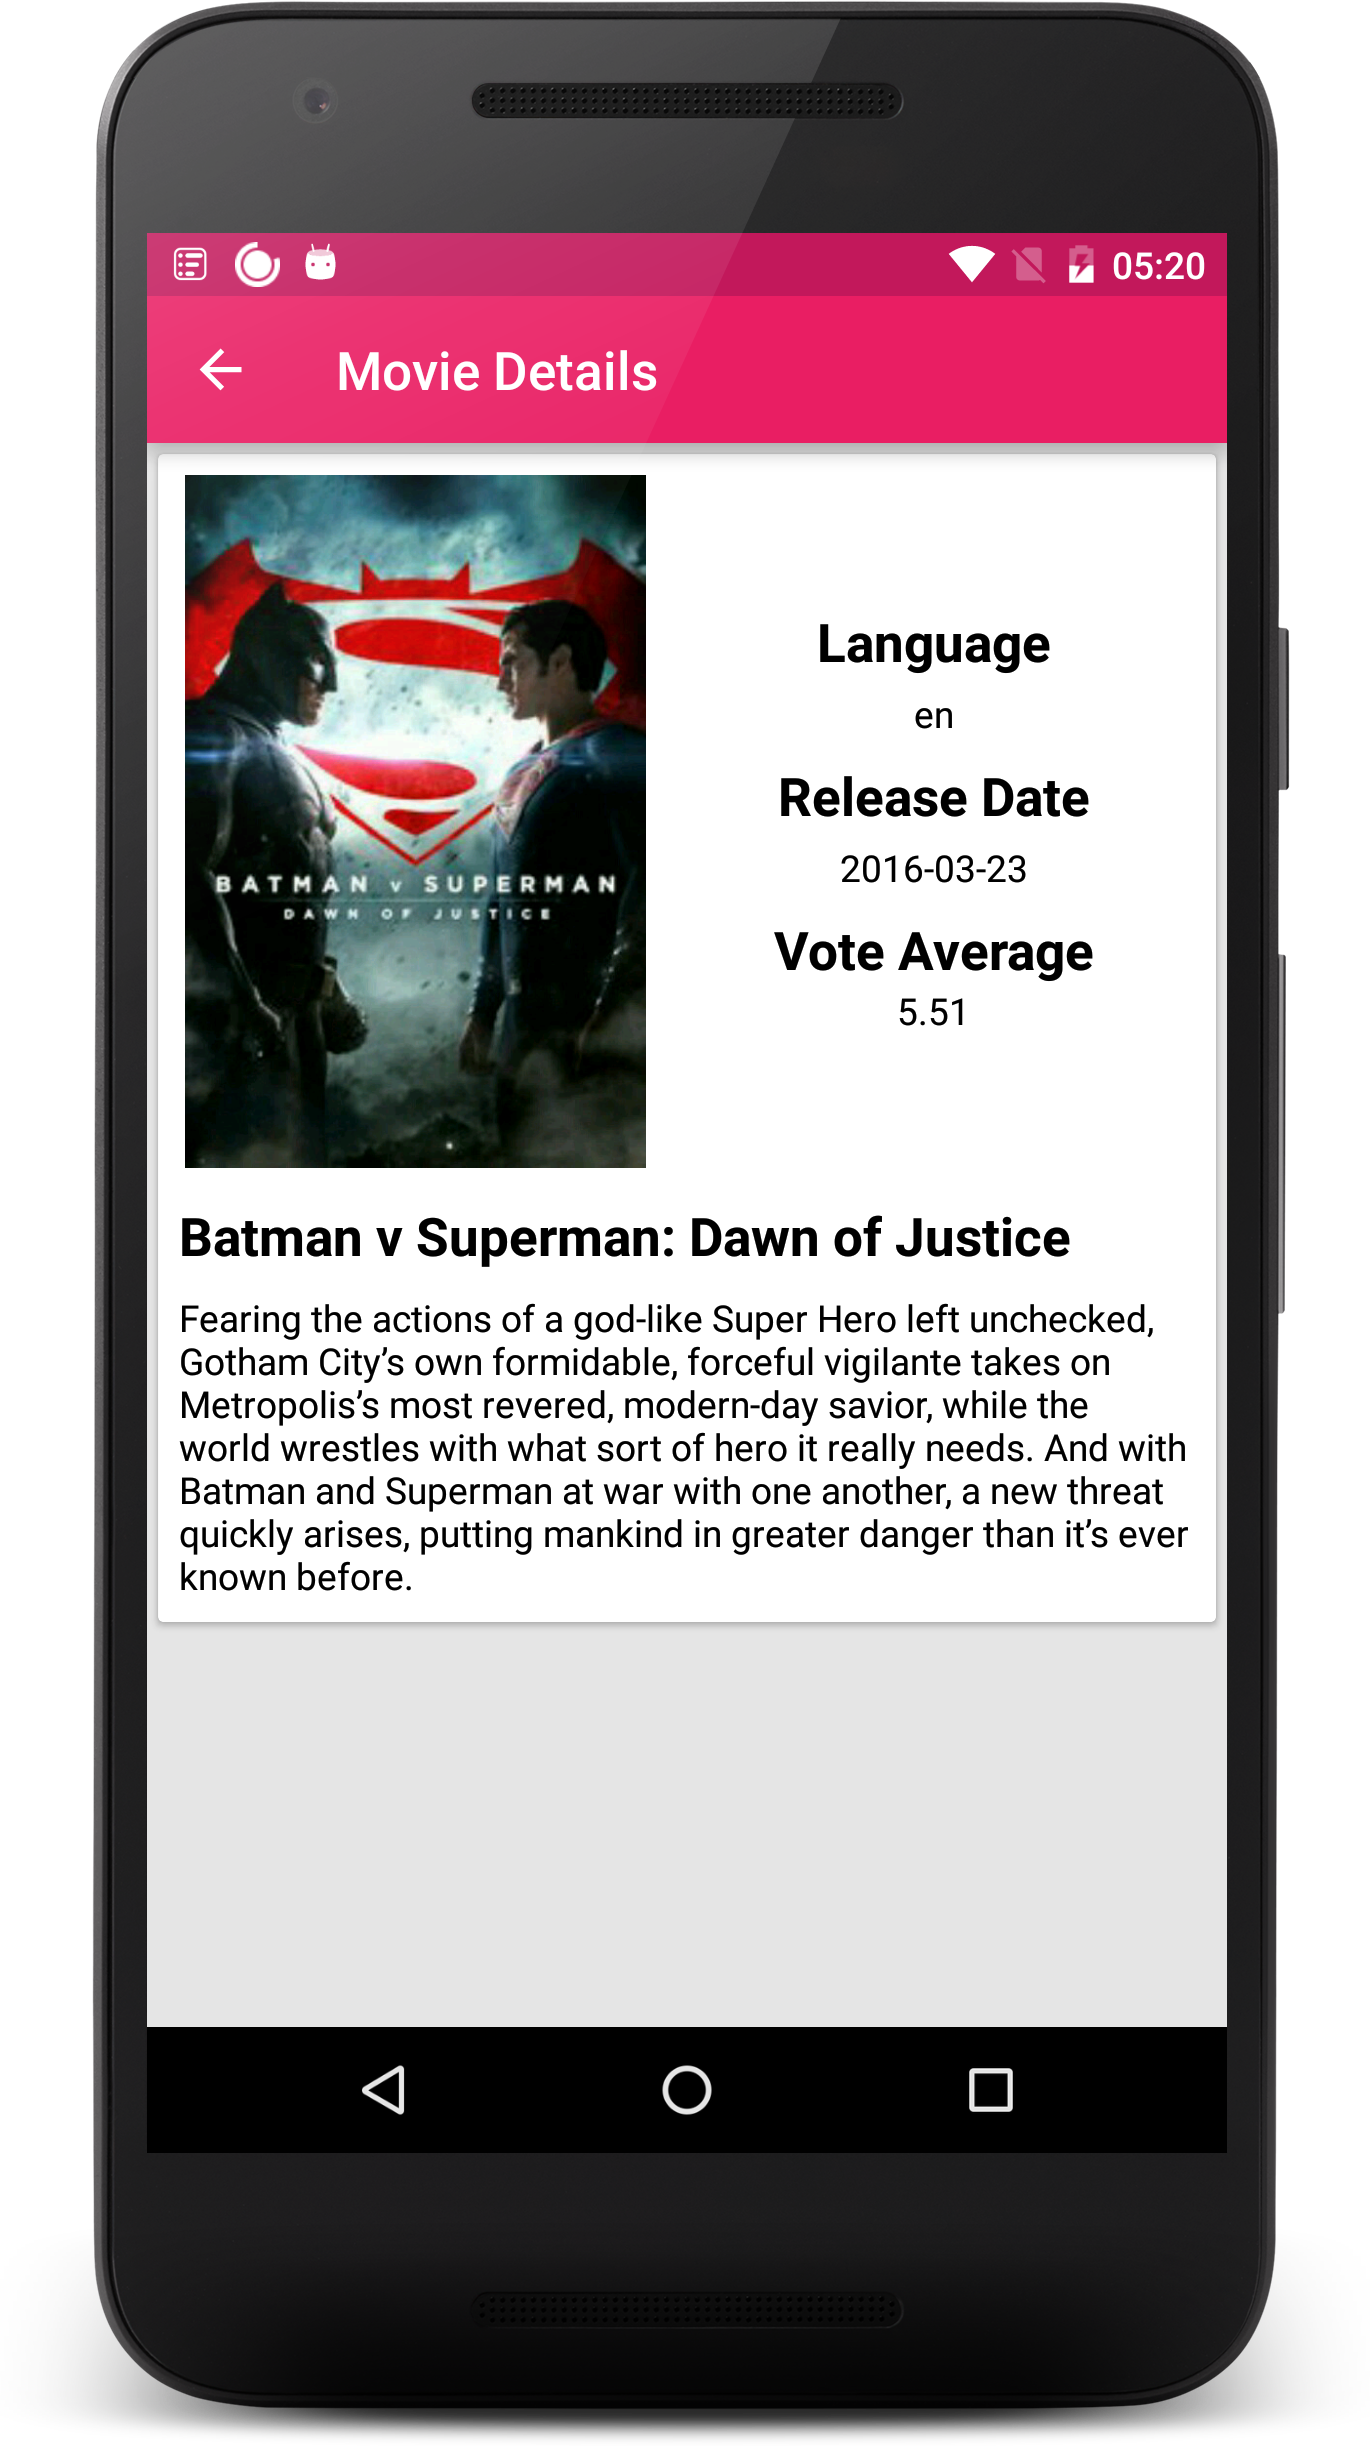 05:20
Movie Details
BATMAN v SUPERMAN
DAWN OF JUSTICE
Language
en
Release Date
2016-03-23
Vote Average
5.51
Batman v Superman: Dawn of Justice
Fearing the actions of a god-like Super Hero left unchecked,
Gotham City’s own formidable, forceful vigilante takes on
Metropolis’s most revered, modern-day savior, while the
world wrestles with what sort of hero it really needs. And with
Batman and Superman at war with one another, a new threat
quickly arises, putting mankind in greater danger than it’s ever
known before.